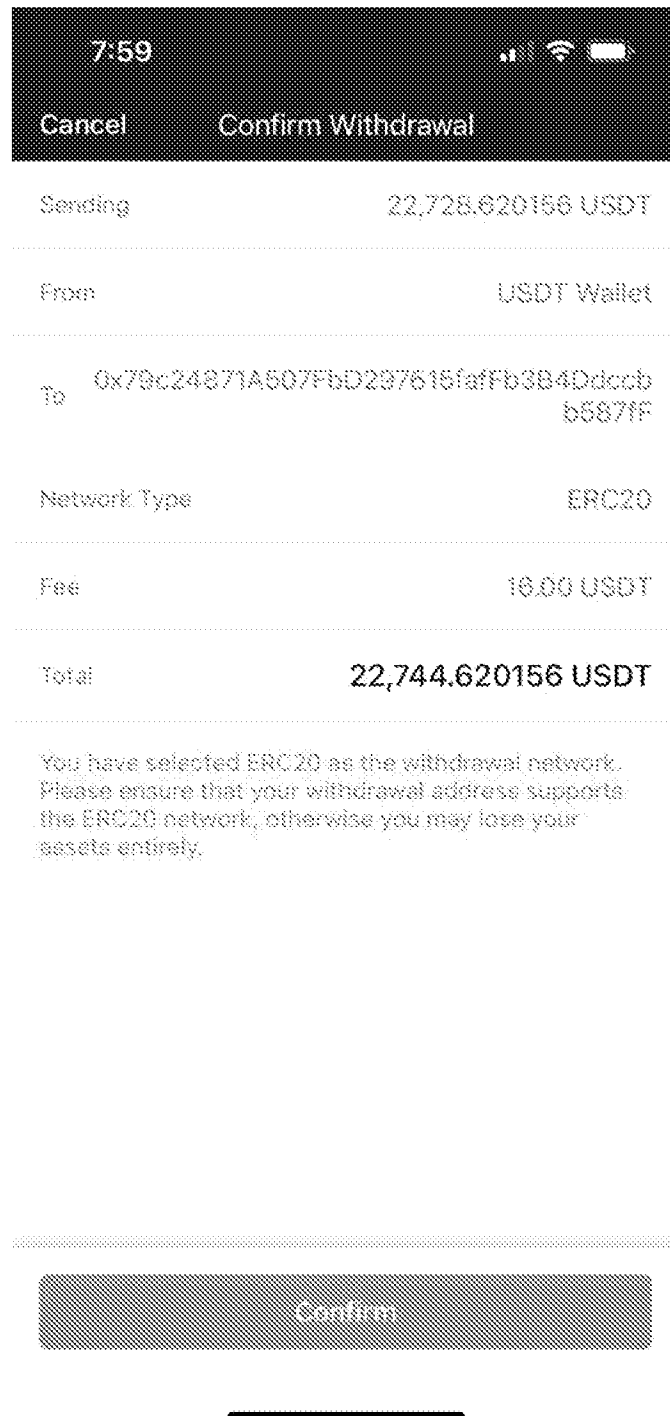 7:59
Cancel Confirm Withdrawal
Sending 22,728.620156 USDT
From USDT Wallet
To 0x79c24871A507FbD297615fafFb3B4Ddccb
b587fF
Network Type ERC20
Fee 16.00 USDT
Total 22,744.620156 USDT
You have selected ERC20 as the withdrawal network.
Please ensure that your withdrawal address supports
the ERC20 network, otherwise you may lose your
assets entirely.
Confirm